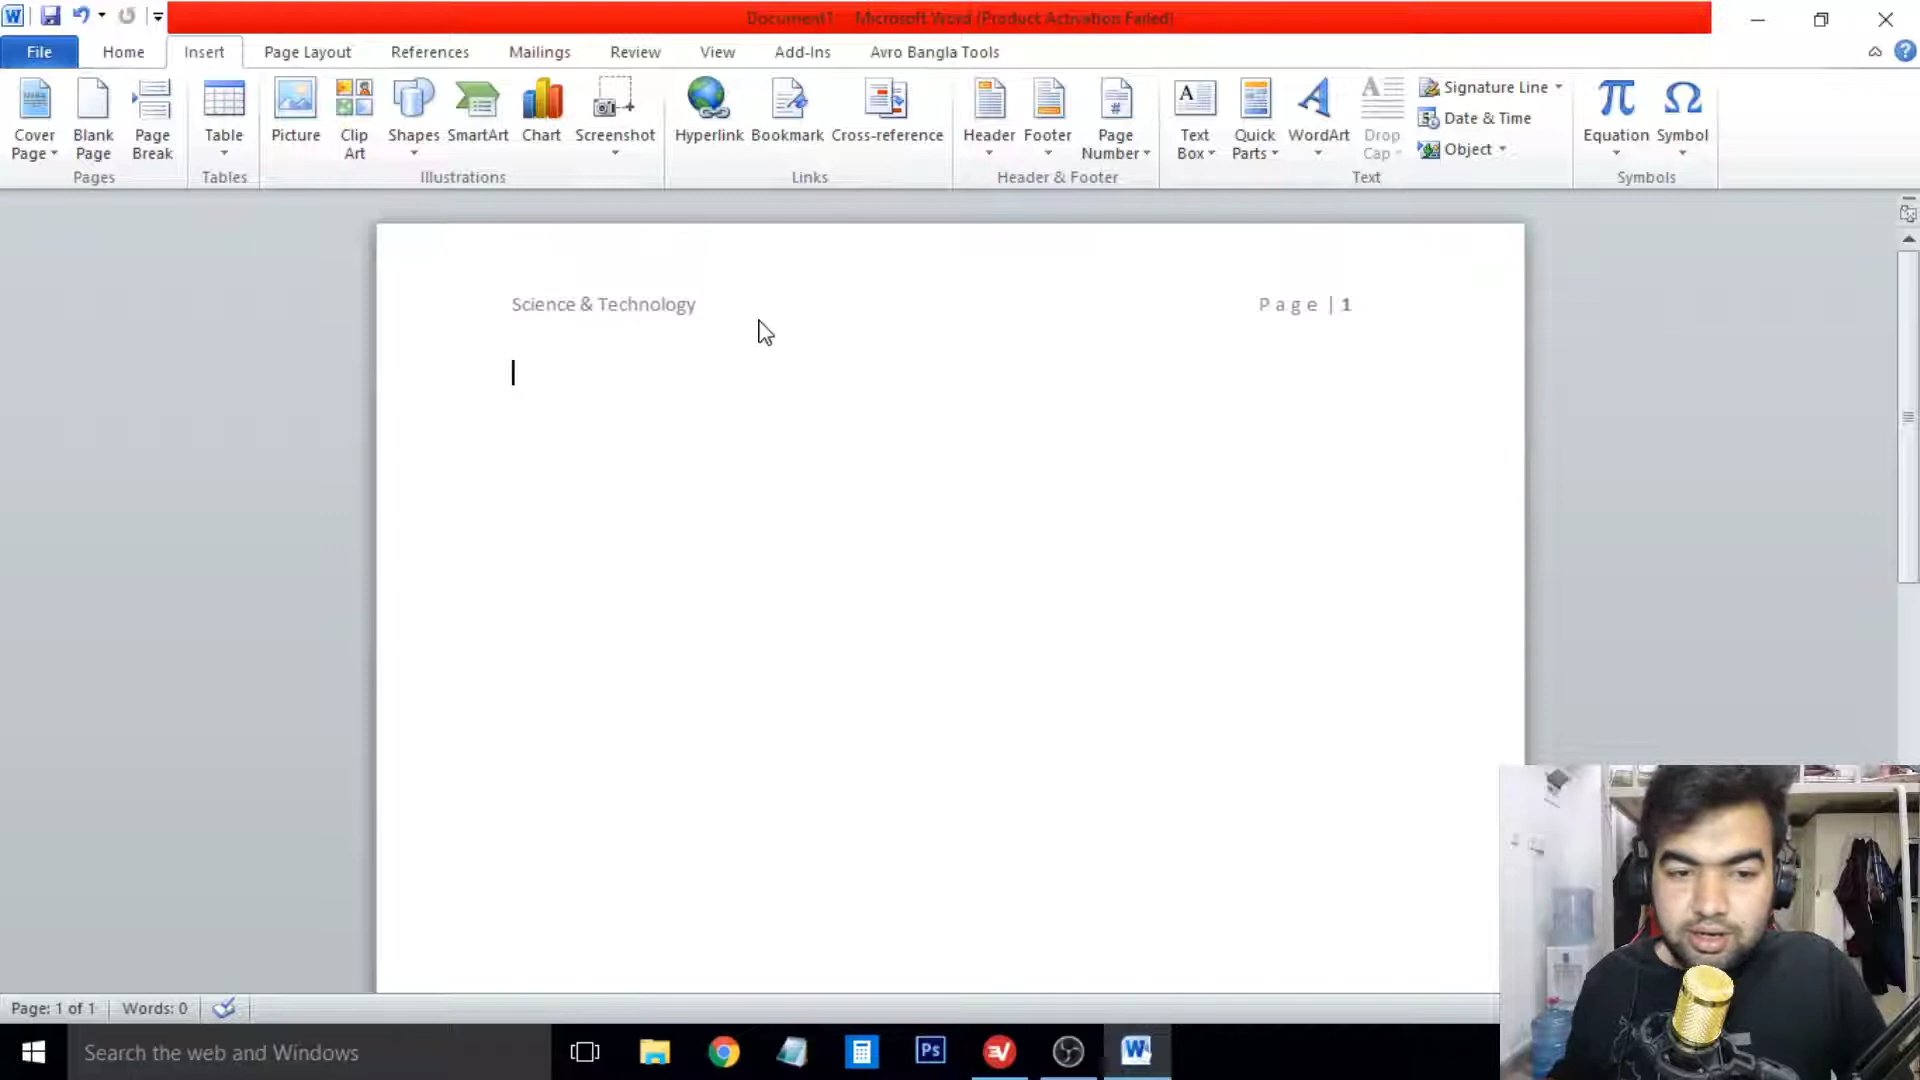 Document1 - Microsoft Word (Product Activation Failed)
File Home Insert Page Layout References Mailings Review View Add-Ins Avro Bangla Tools
Cover Page
Blank Page
Page Break
Table
Picture
Clip Art
Shapes
SmartArt
Chart
Screenshot
Hyperlink
Bookmark
Cross-reference
Header
Footer
Page Number
Text Box
Quick Parts
WordArt
Drop Cap
Signature Line
Date & Time
Object
Equation
Symbol
Pages Tables Illustrations Links Header & Footer Text Symbols
Science & Technology P a g e | 1
Page: 1 of 1 Words: 0
Search the web and Windows
Ps